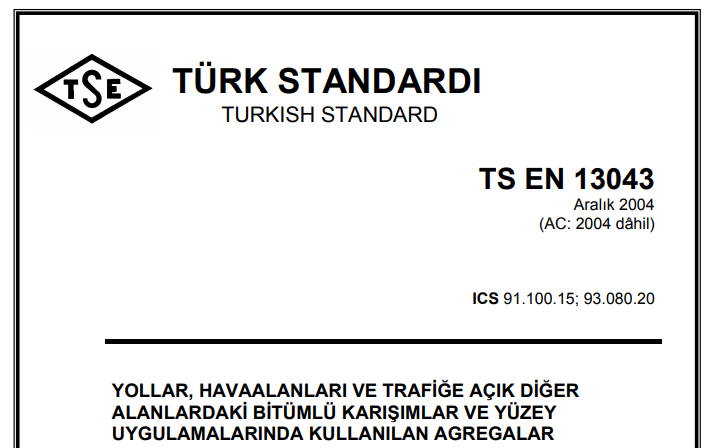 TSE
TÜRK STANDARDI
TURKISH STANDARD
TS EN 13043
Aralık 2004
(AC: 2004 dâhil)
ICS 91.100.15; 93.080.20
YOLLAR, HAVAALANLARI VE TRAFİĞE AÇIK DİĞER
ALANLARDAKİ BİTÜMLÜ KARIŞIMLAR VE YÜZEY
UYGULAMALARINDA KULLANILAN AGREGALAR